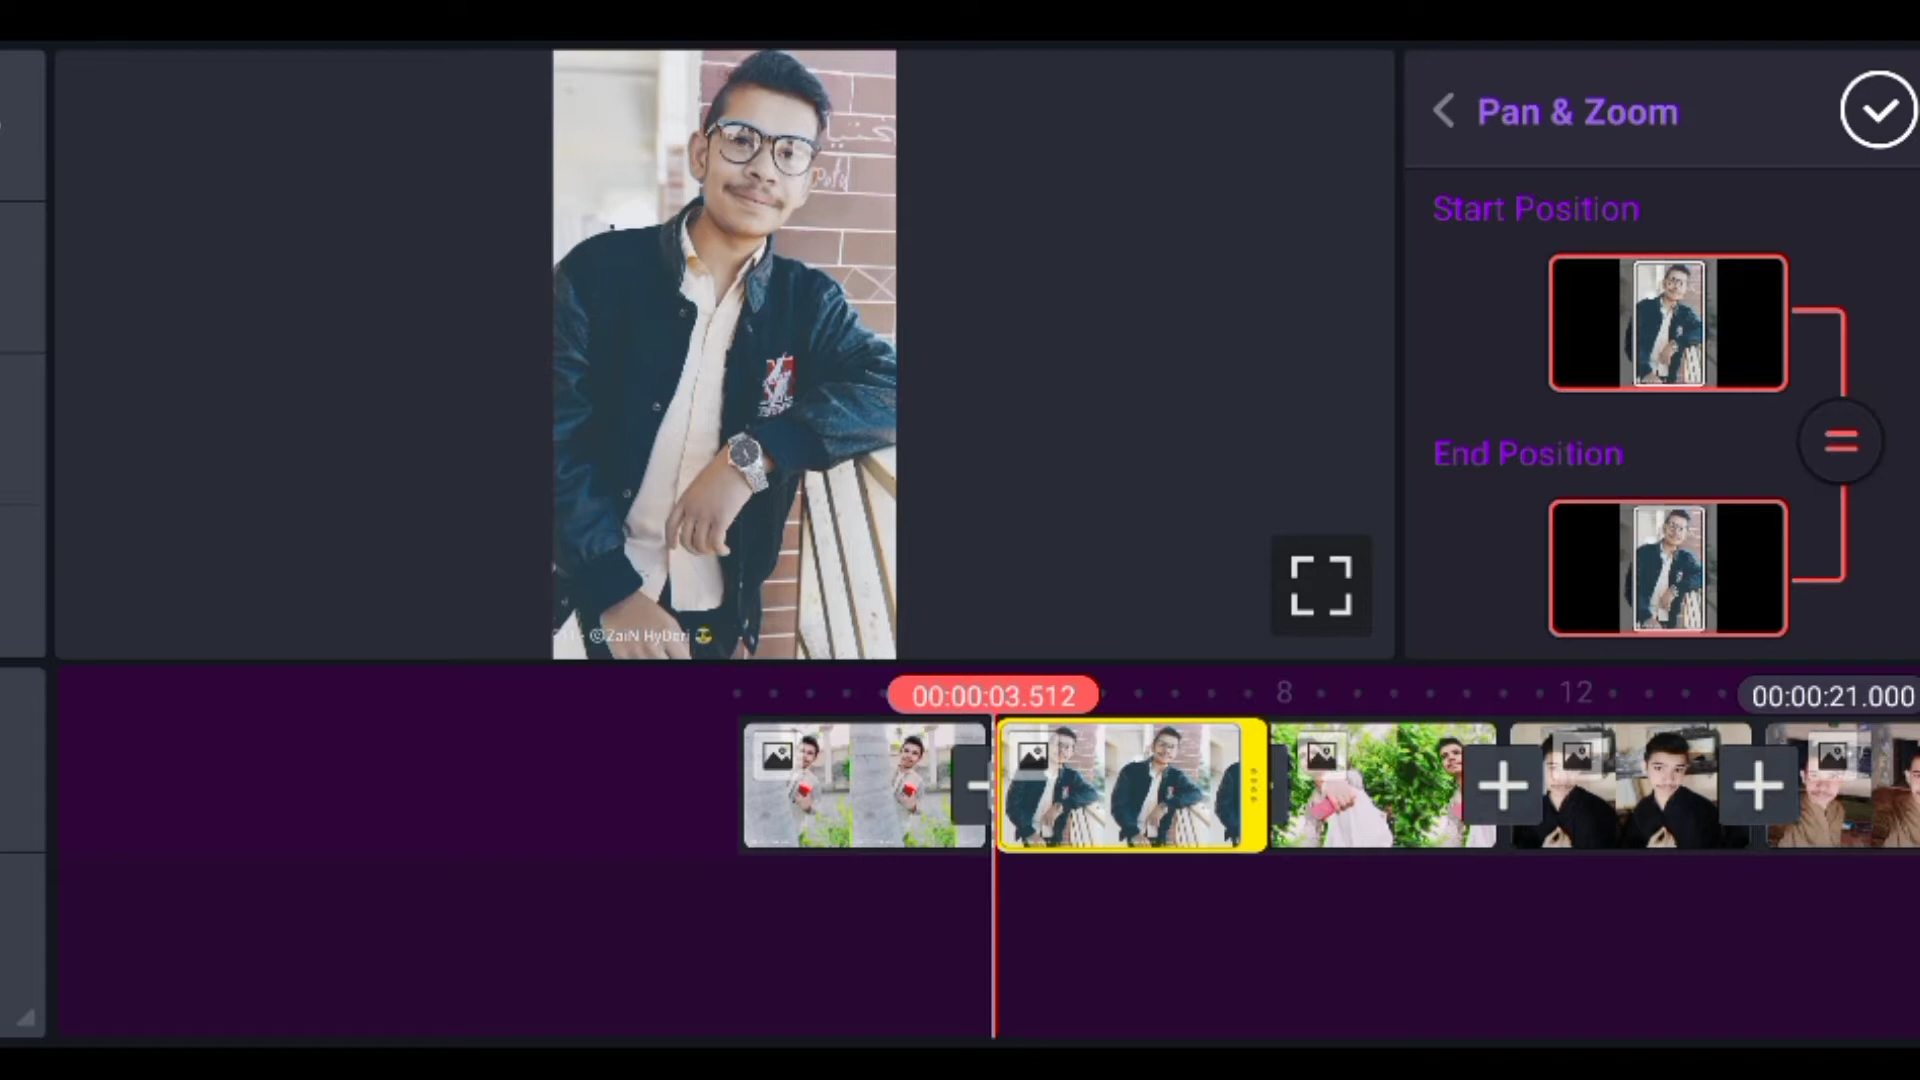 Pan & Zoom
Start Position
End Position
©ZaiN HyDeri
00:00:03.512
8
12
00:00:21.000